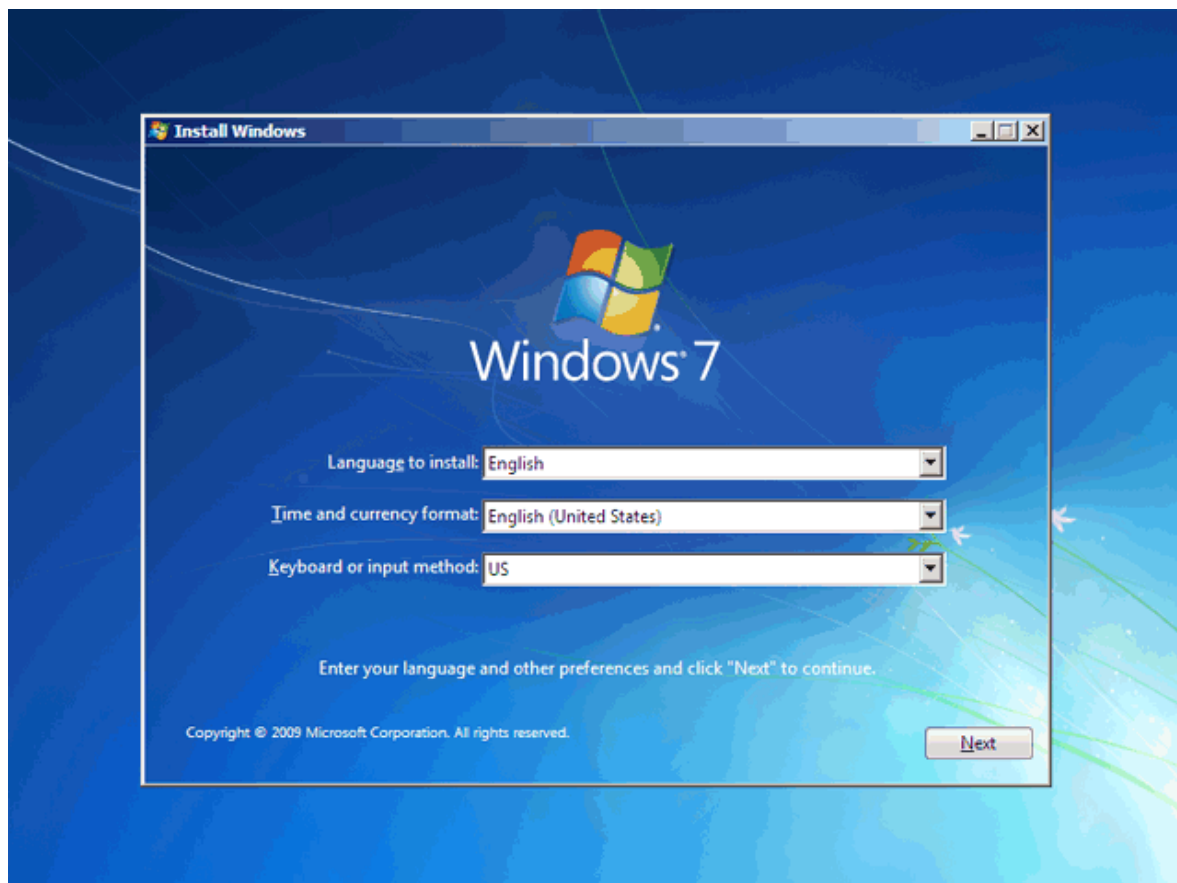 Install Windows
Windows® 7
Language to install: English
Time and currency format: English (United States)
Keyboard or input method: US
Enter your language and other preferences and click "Next" to continue.
Copyright © 2009 Microsoft Corporation. All rights reserved.
Next